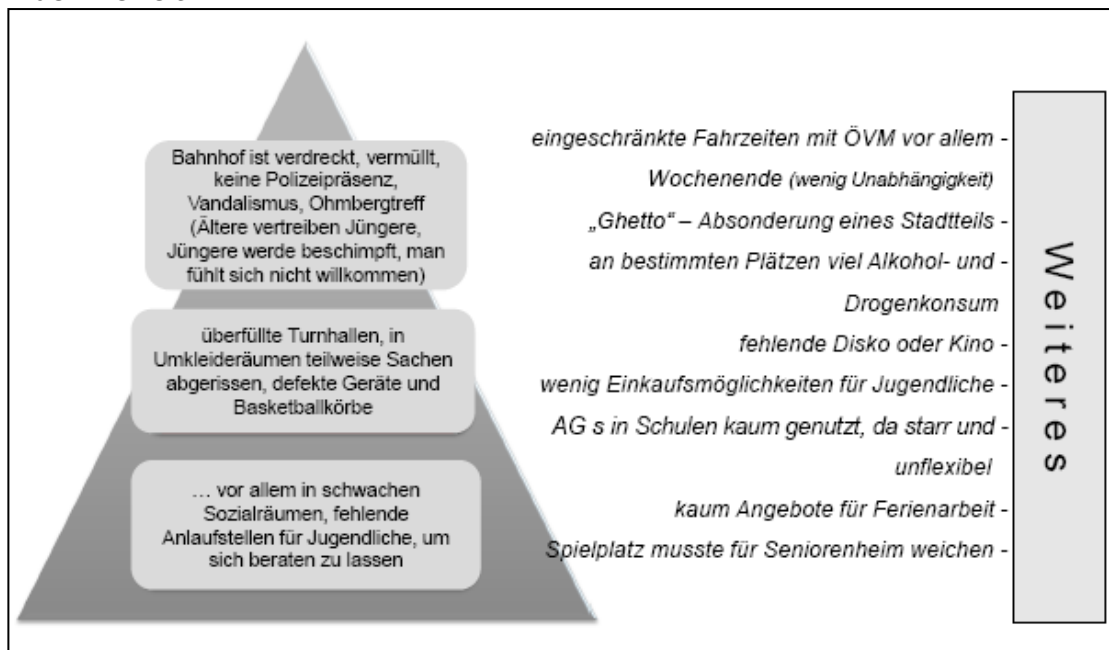 Bahnhof ist verdreckt, vermüllt,
keine Polizeipräsenz,
Vandalismus, Ohmbergtreff
(Ältere vertreiben Jüngere,
Jüngere werde beschimpft, man
fühlt sich nicht willkommen)
überfüllte Turnhallen, in
Umkleideräumen teilweise Sachen
abgerissen, defekte Geräte und
Basketballkörbe
… vor allem in schwachen
Sozialräumen, fehlende
Anlaufstellen für Jugendliche, um
sich beraten zu lassen
eingeschränkte Fahrzeiten mit ÖVM vor allem -
Wochenende (wenig Unabhängigkeit)
„Ghetto“ – Absonderung eines Stadtteils -
an bestimmten Plätzen viel Alkohol- und -
Drogenkonsum
fehlende Disko oder Kino -
wenig Einkaufsmöglichkeiten für Jugendliche -
AG s in Schulen kaum genutzt, da starr und -
unflexibel
kaum Angebote für Ferienarbeit -
Spielplatz musste für Seniorenheim weichen -
Weiteres